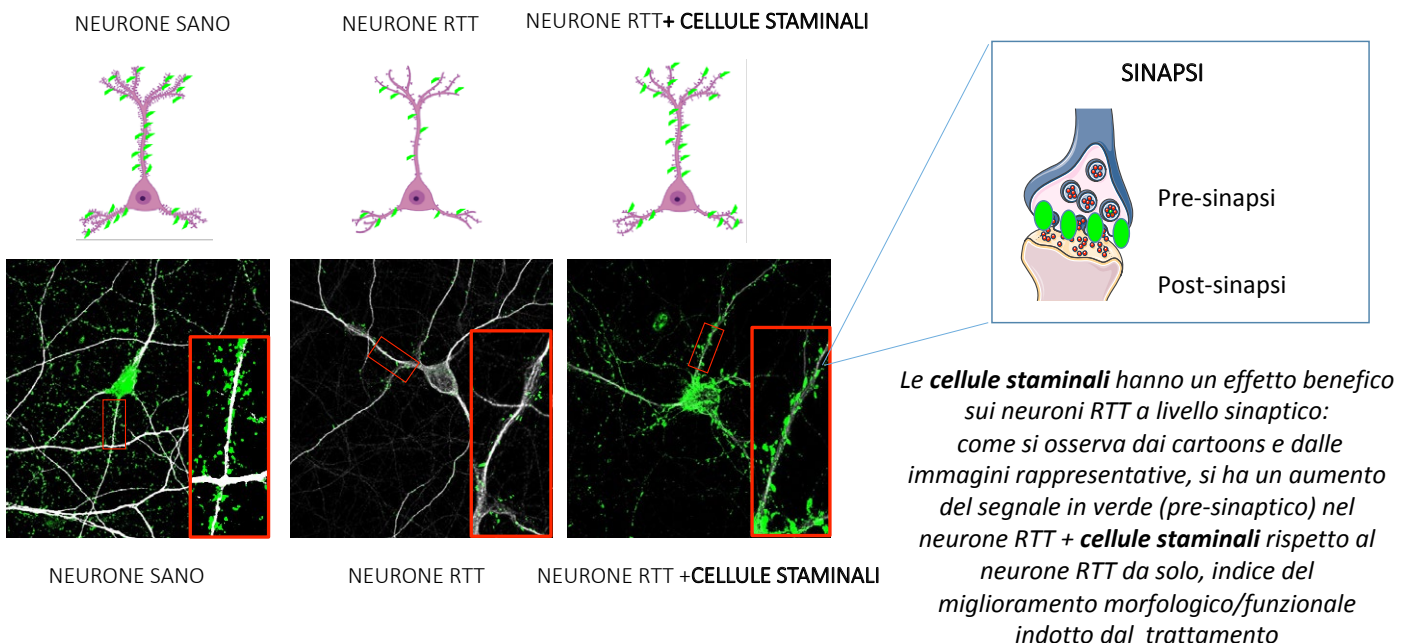 NEURONE SANO
NEURONE RTT
NEURONE RTT+ CELLULE STAMINALI
SINAPSI
Pre-sinapsi
Post-sinapsi
NEURONE SANO
NEURONE RTT
NEURONE RTT +CELLULE STAMINALI
Le cellule staminali hanno un effetto benefico
sui neuroni RTT a livello sinaptico:
come si osserva dai cartoons e dalle
immagini rappresentative, si ha un aumento
del segnale in verde (pre-sinaptico) nel
neurone RTT + cellule staminali rispetto al
neurone RTT da solo, indice del
miglioramento morfologico/funzionale
indotto dal trattamento